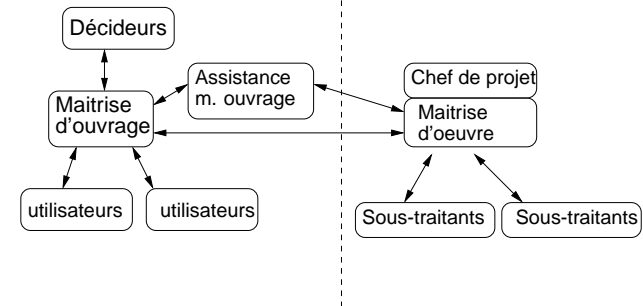 Décideurs
Assistance
m. ouvrage
Maitrise
d'ouvrage
utilisateurs
utilisateurs
Chef de projet
Maitrise
d'oeuvre
Sous-traitants
Sous-traitants